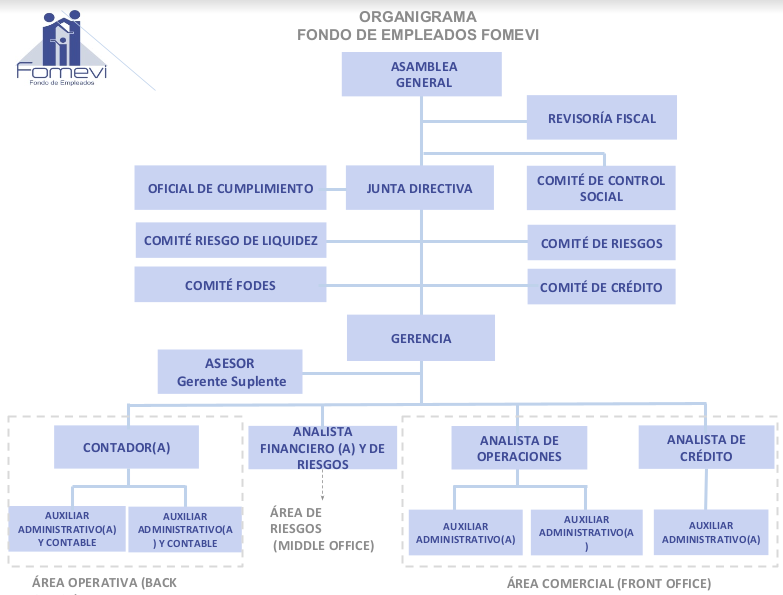 ORGANIGRAMA
FONDO DE EMPLEADOS FOMEVI
Fomevi
Fondo de Empleados
ASAMBLEA
GENERAL
REVISORÍA FISCAL
OFICIAL DE CUMPLIMIENTO
JUNTA DIRECTIVA
COMITÉ DE CONTROL
SOCIAL
COMITÉ RIESGO DE LIQUIDEZ
COMITÉ DE RIESGOS
COMITÉ FODES
COMITÉ DE CRÉDITO
GERENCIA
ASESOR
Gerente Suplente
CONTADOR(A)
ANALISTA
FINANCIERO (A) Y DE
RIESGOS
ANALISTA DE
OPERACIONES
ANALISTA DE
CRÉDITO
AUXILIAR
ADMINISTRATIVO(A)
Y CONTABLE
AUXILIAR
ADMINISTRATIVO(A
) Y CONTABLE
ÁREA DE
RIESGOS
(MIDDLE OFFICE)
AUXILIAR
ADMINISTRATIVO(A)
AUXILIAR
ADMINISTRATIVO(A
)
AUXILIAR
ADMINISTRATIVO(A)
ÁREA OPERATIVA (BACK
ÁREA COMERCIAL (FRONT OFFICE)